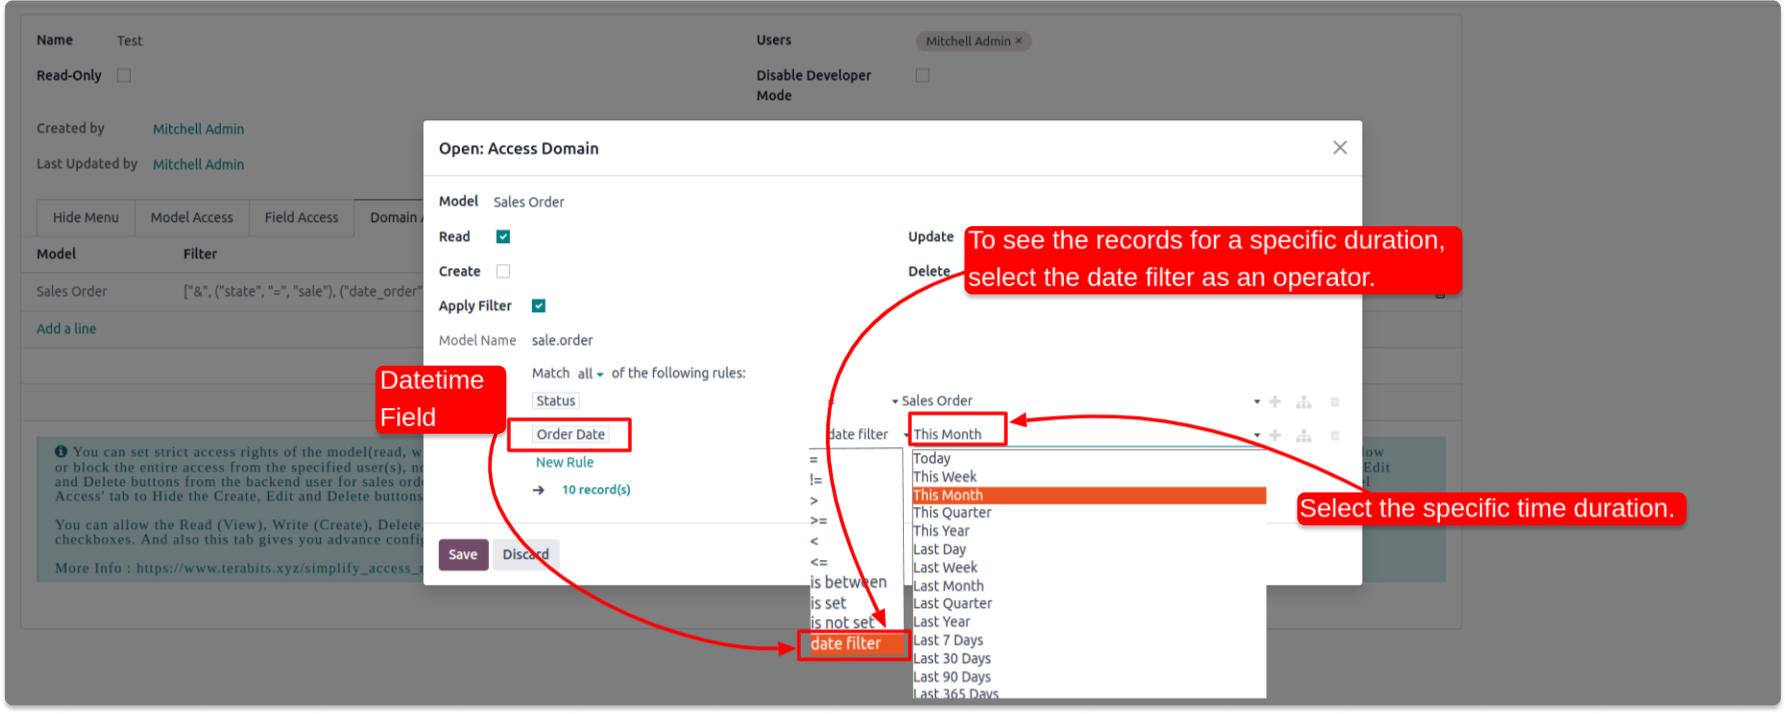 Name Test
Users Mitchell Admin ×
Read-Only
Disable Developer
Mode
Created by Mitchell Admin
Last Updated by Mitchell Admin
Hide Menu Model Access Field Access Domain
Model Filter
Sales Order ["&", ("state", "=", "sale"), ("date_order"
Add a line
You can set strict access rights of the model(read, w
or block the entire access from the specified user(s), no
and Delete buttons from the backend user for sales ord
Access' tab to Hide the Create, Edit and Delete buttons
You can allow the Read (View), Write (Create), Delete,
checkboxes. And also this tab gives you advance config
More Info : https://www.terabits.xyz/simplify_access_
low
Edit
el
Open: Access Domain
Model Sales Order
Read
Update
Create
Delete
Apply Filter
Model Name sale.order
Match all of the following rules:
Status = Sales Order
Order Date date filter This Month
New Rule
10 record(s)
Save Discard
=
!=
>
>=
<
<=
is between
is set
is not set
date filter
Today
This Week
This Month
This Quarter
This Year
Last Day
Last Week
Last Month
Last Quarter
Last Year
Last 7 Days
Last 30 Days
Last 90 Days
Last 365 Days
To see the records for a specific duration,
select the date filter as an operator.
Datetime
Field
Select the specific time duration.